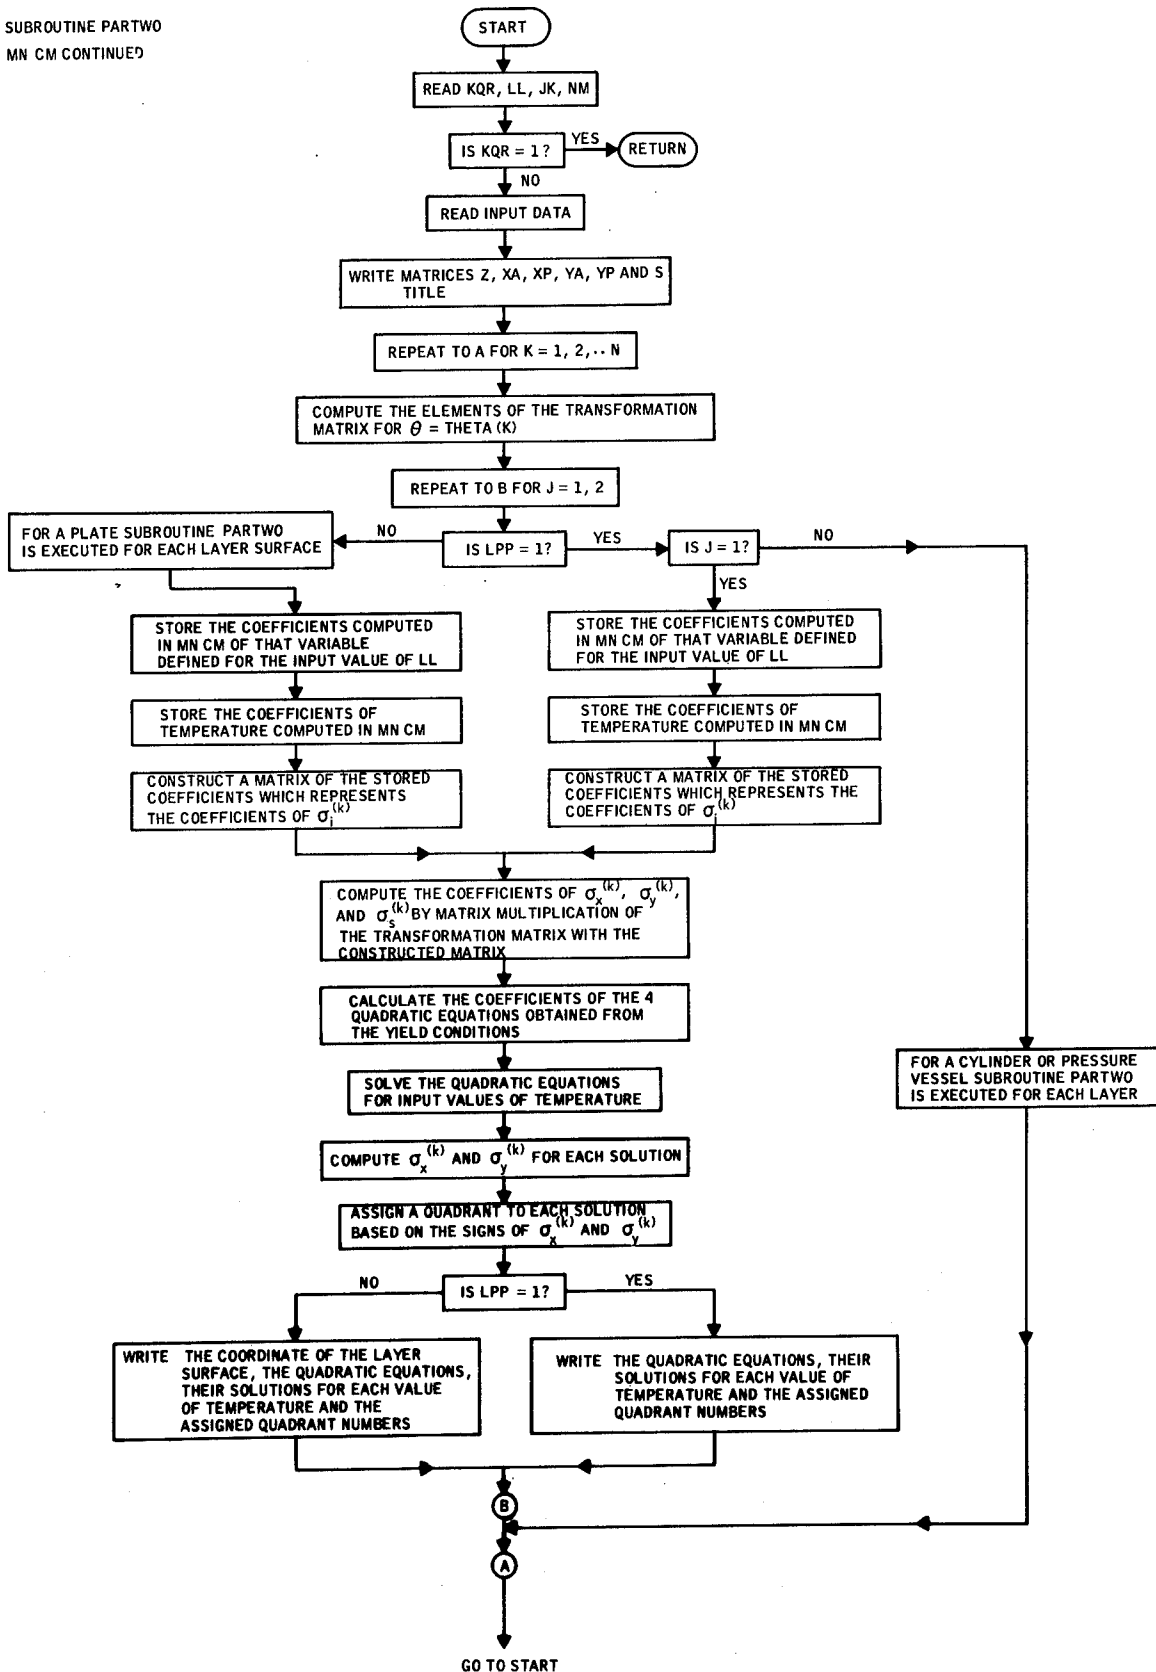 SUBROUTINE PARTWO
MN CM CONTINUED
START
READ KQR, LL, JK, NM
IS KQR = 1?
YES
RETURN
NO
READ INPUT DATA
WRITE MATRICES Z, XA, XP, YA, YP AND S
TITLE
REPEAT TO A FOR K = 1, 2,.. N
COMPUTE THE ELEMENTS OF THE TRANSFORMATION
MATRIX FOR θ = THETA (K)
REPEAT TO B FOR J = 1, 2
FOR A PLATE SUBROUTINE PARTWO
IS EXECUTED FOR EACH LAYER SURFACE
NO
IS LPP = 1?
YES
IS J = 1?
NO
YES
STORE THE COEFFICIENTS COMPUTED
IN MN CM OF THAT VARIABLE
DEFINED FOR THE INPUT VALUE OF LL
STORE THE COEFFICIENTS COMPUTED
IN MN CM OF THAT VARIABLE DEFINED
FOR THE INPUT VALUE OF LL
STORE THE COEFFICIENTS OF
TEMPERATURE COMPUTED IN MN CM
STORE THE COEFFICIENTS OF
TEMPERATURE COMPUTED IN MN CM
CONSTRUCT A MATRIX OF THE STORED
COEFFICIENTS WHICH REPRESENTS
THE COEFFICIENTS OF σi(k)
CONSTRUCT A MATRIX OF THE STORED
COEFFICIENTS WHICH REPRESENTS THE
COEFFICIENTS OF σi(k)
COMPUTE THE COEFFICIENTS OF σx(k), σy(k),
AND σs(k) BY MATRIX MULTIPLICATION OF
THE TRANSFORMATION MATRIX WITH THE
CONSTRUCTED MATRIX
CALCULATE THE COEFFICIENTS OF THE 4
QUADRATIC EQUATIONS OBTAINED FROM
THE YIELD CONDITIONS
FOR A CYLINDER OR PRESSURE
VESSEL SUBROUTINE PARTWO
IS EXECUTED FOR EACH LAYER
SOLVE THE QUADRATIC EQUATIONS
FOR INPUT VALUES OF TEMPERATURE
COMPUTE σx(k) AND σy(k) FOR EACH SOLUTION
ASSIGN A QUADRANT TO EACH SOLUTION
BASED ON THE SIGNS OF σx(k) AND σy(k)
NO
IS LPP = 1?
YES
WRITE THE COORDINATE OF THE LAYER
SURFACE, THE QUADRATIC EQUATIONS,
THEIR SOLUTIONS FOR EACH VALUE
OF TEMPERATURE AND THE
ASSIGNED QUADRANT NUMBERS
WRITE THE QUADRATIC EQUATIONS, THEIR
SOLUTIONS FOR EACH VALUE OF
TEMPERATURE AND THE ASSIGNED
QUADRANT NUMBERS
B
A
GO TO START